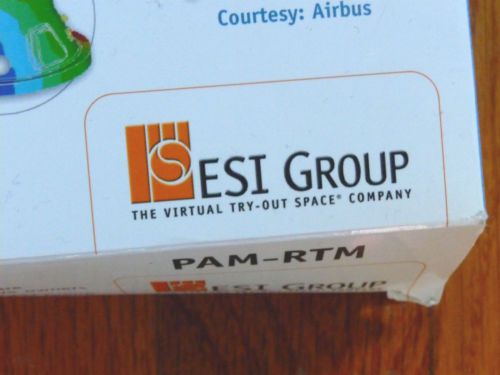 Courtesy: Airbus
ESI GROUP
THE VIRTUAL TRY-OUT SPACE® COMPANY
PAM-RTM
ESI GROUP